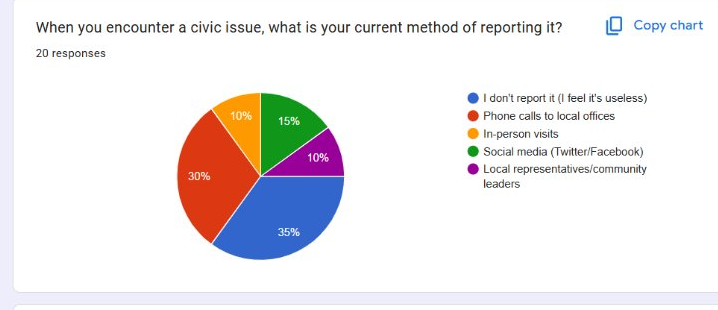 When you encounter a civic issue, what is your current method of reporting it?
Copy chart
20 responses
10%
15%
10%
30%
35%
I don't report it (I feel it's useless)
Phone calls to local offices
In-person visits
Social media (Twitter/Facebook)
Local representatives/community
leaders